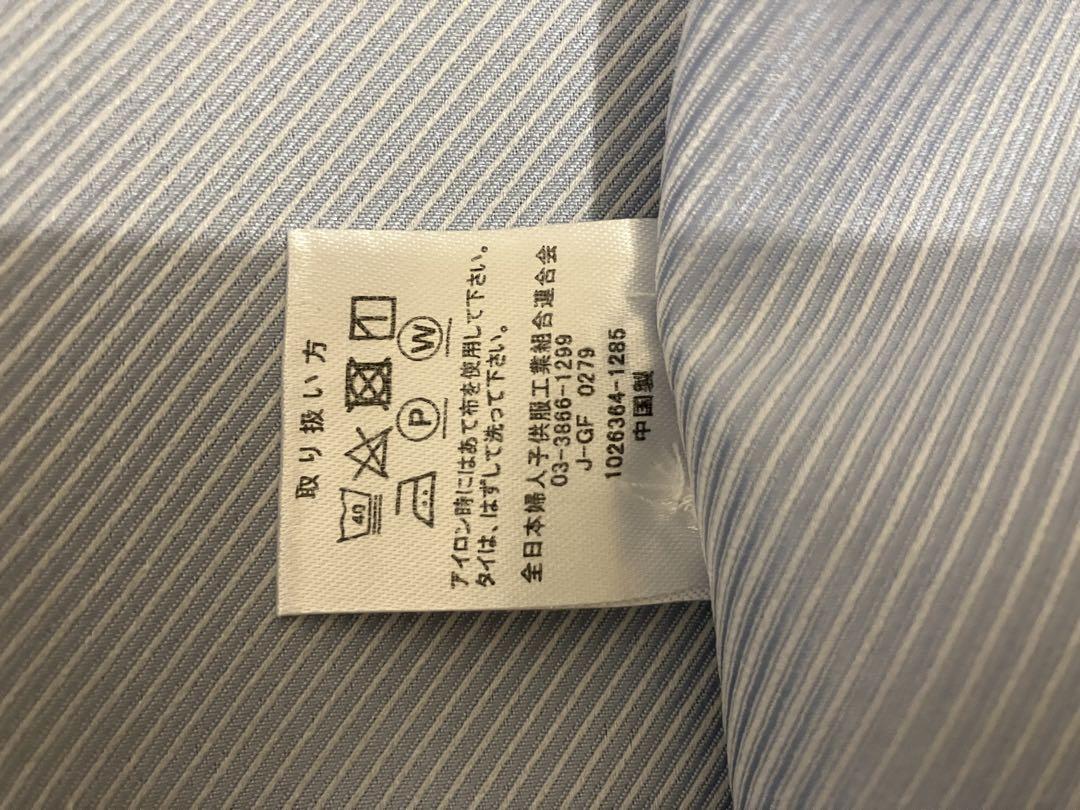 取り扱い方
40
P W
アイロン時にはあて布を使用して下さい。
タイは、はずして洗って下さい。
全日本婦人子供服工業組合連合会
03-3866-1299
J-GF 0279
1026364-1285
中国製